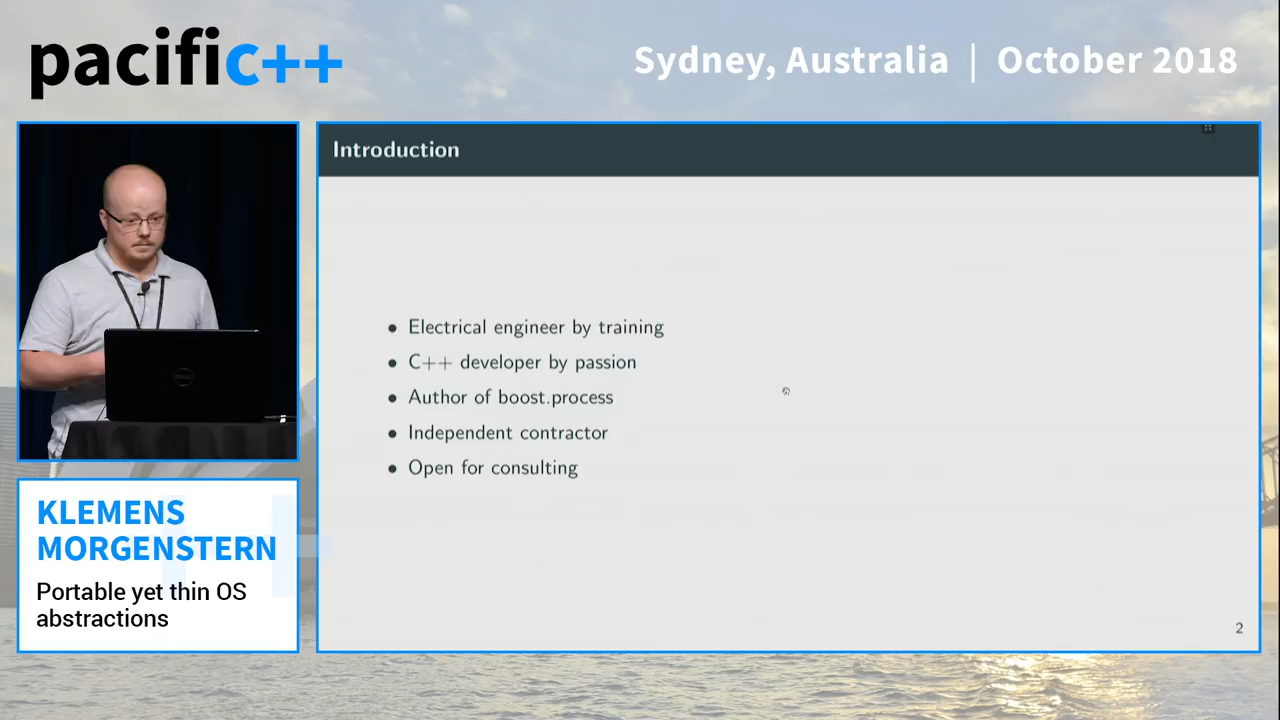 pacific++
Sydney, Australia | October 2018
Introduction
• Electrical engineer by training
• C++ developer by passion
• Author of boost.process
• Independent contractor
• Open for consulting
2
DELL
KLEMENS
MORGENSTERN
Portable yet thin OS
abstractions